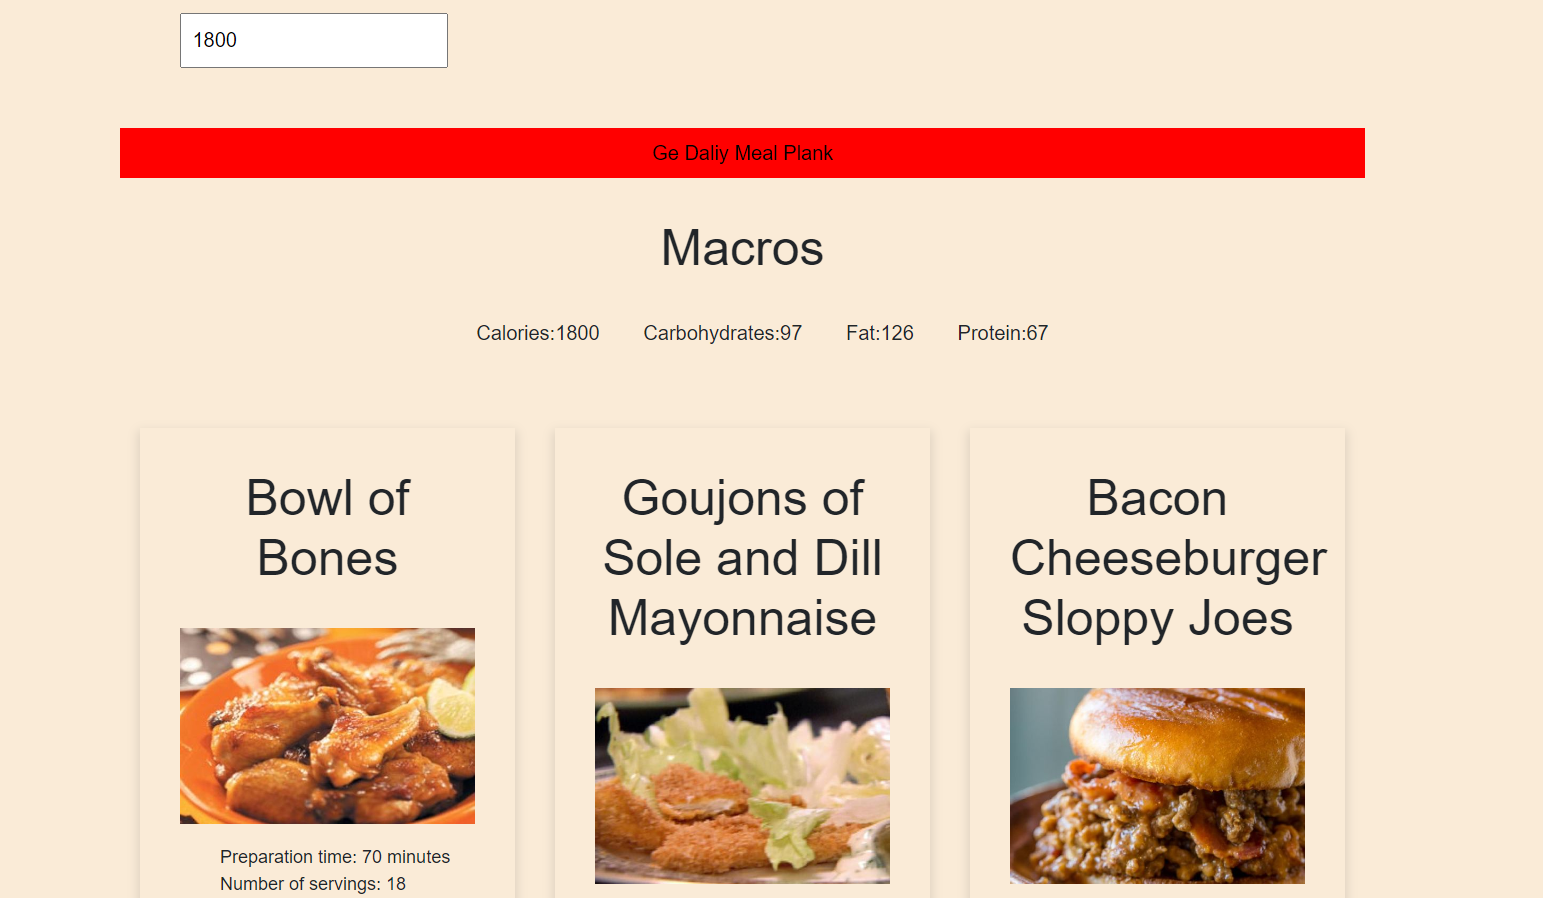 1800
Ge Daliy Meal Plank
Macros
Calories:1800 Carbohydrates:97 Fat:126 Protein:67
Bowl of
Bones
Goujons of
Sole and Dill
Mayonnaise
Bacon
Cheeseburger
Sloppy Joes
Preparation time: 70 minutes
Number of servings: 18